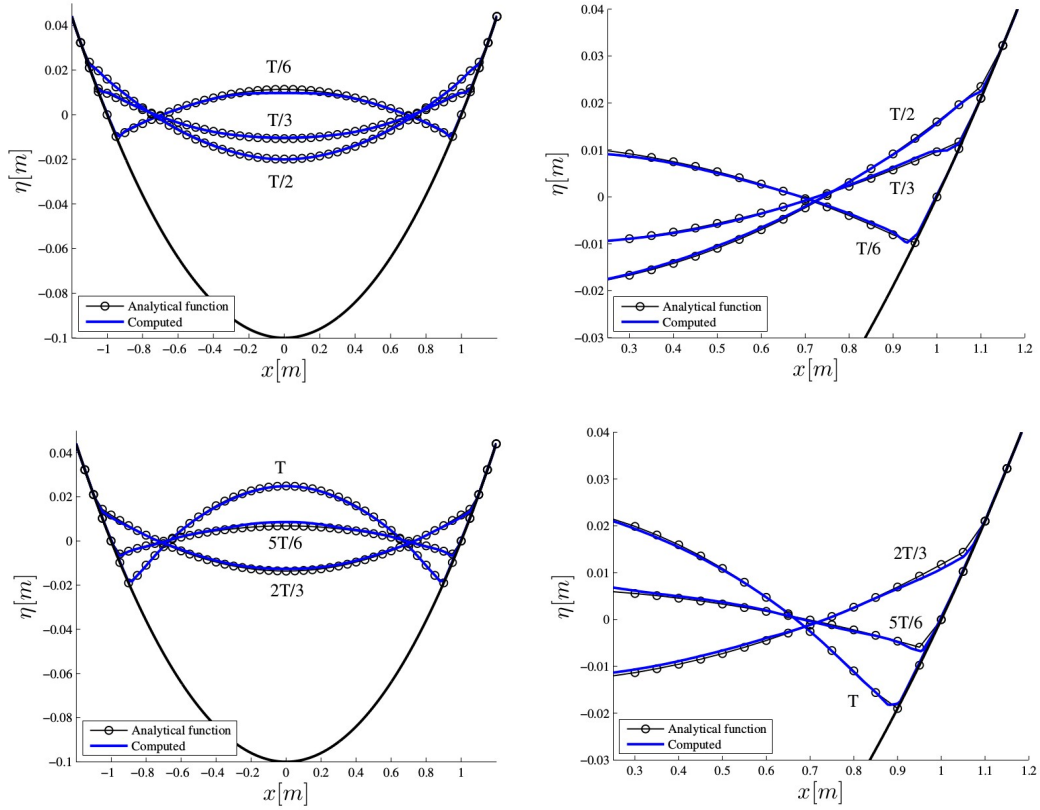 0.04
0.02
0
−0.02
−0.04
−0.06
−0.08
−0.1
η[m]
T/6
T/3
T/2
Analytical function
Computed
−1 −0.8 −0.6 −0.4 −0.2 0 0.2 0.4 0.6 0.8 1
x[m]
0.04
0.03
0.02
0.01
0
−0.01
−0.02
−0.03
η[m]
T/2
T/3
T/6
Analytical function
Computed
0.3 0.4 0.5 0.6 0.7 0.8 0.9 1 1.1 1.2
x[m]
0.04
0.02
0
−0.02
−0.04
−0.06
−0.08
−0.1
η[m]
T
5T/6
2T/3
Analytical function
Computed
−1 −0.8 −0.6 −0.4 −0.2 0 0.2 0.4 0.6 0.8 1
x[m]
0.04
0.03
0.02
0.01
0
−0.01
−0.02
−0.03
η[m]
2T/3
5T/6
T
Analytical function
Computed
0.3 0.4 0.5 0.6 0.7 0.8 0.9 1 1.1 1.2
x[m]